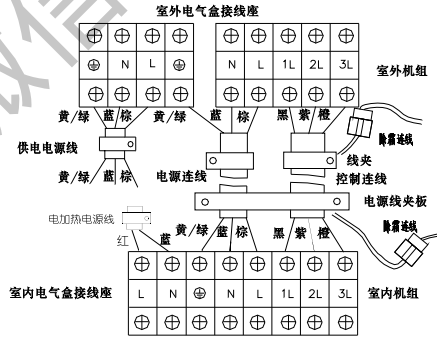 室外电气盒接线座
N L
N L 1L 2L 3L
室外机组
黄/绿 蓝 棕 黄/绿 蓝 棕 黑 紫 橙
除霜连线
供电电源线
线夹
黄/绿 蓝 棕
电源连线
控制连线
电源线夹板
电加热电源线
除霜连线
红 蓝 黄/绿 蓝 棕 黑 紫 橙
室内电气盒接线座
L N N L 1L 2L 3L
室内机组